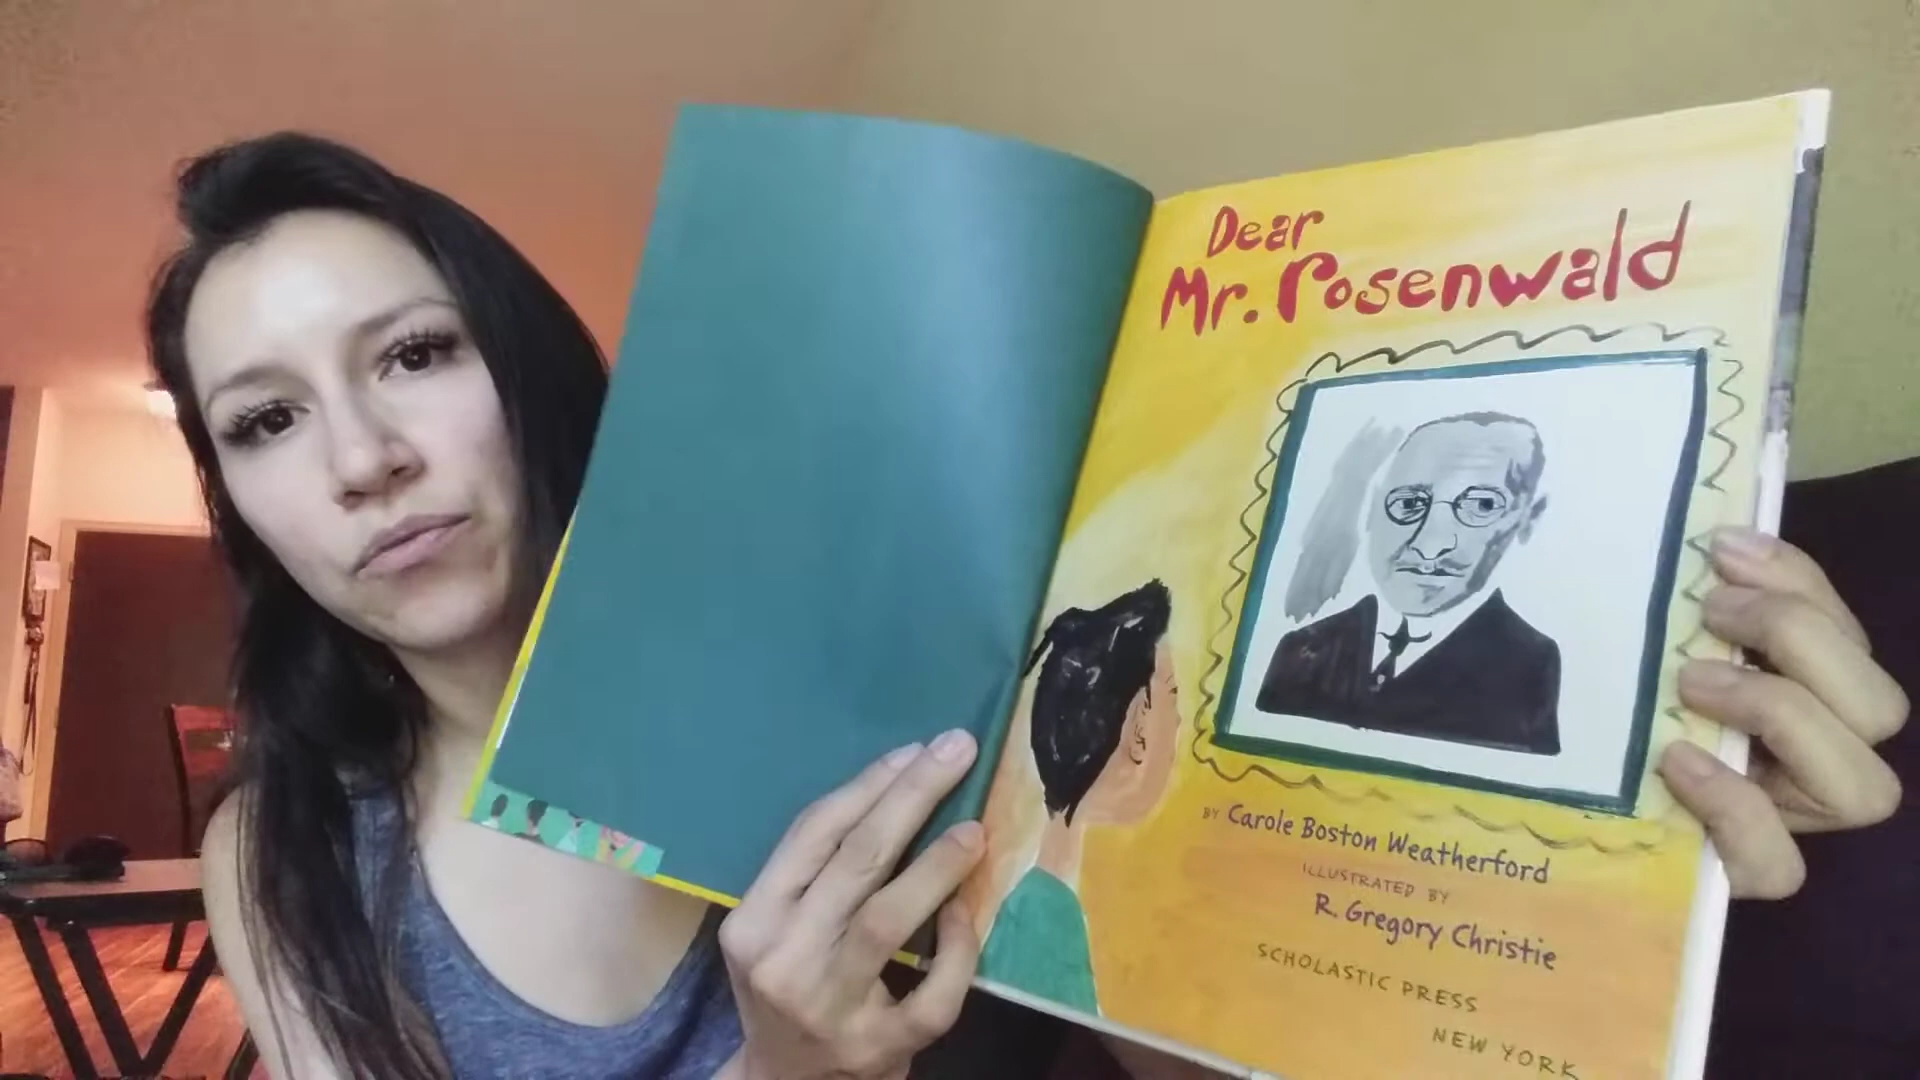 Dear
Mr. rosenwald
BY Carole Boston Weatherford
ILLUSTRATED BY
R. Gregory Christie
SCHOLASTIC PRESS
NEW YORK